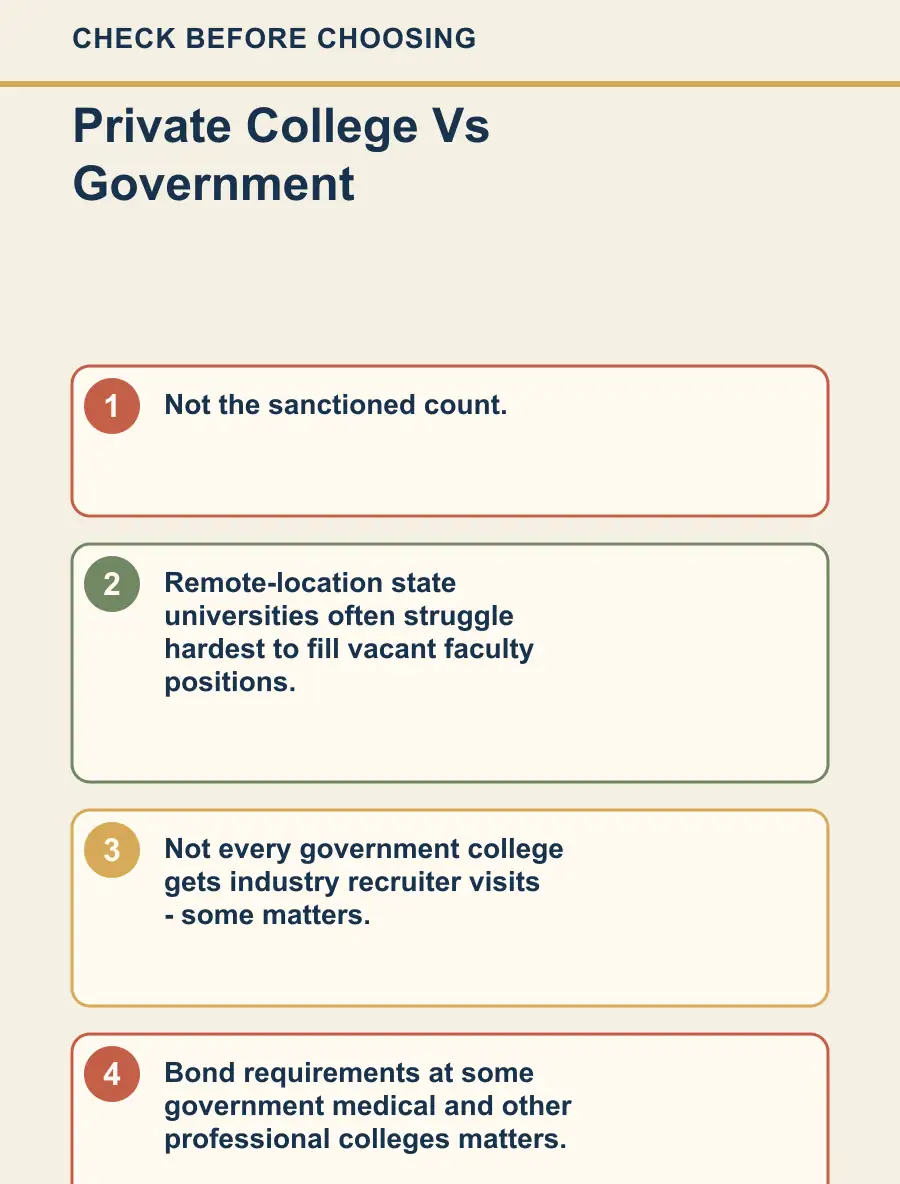 CHECK BEFORE CHOOSING
Private College Vs
Government
1
Not the sanctioned count.
2
Remote-location state
universities often struggle
hardest to fill vacant faculty
positions.
3
Not every government college
gets industry recruiter visits
- some matters.
4
Bond requirements at some
government medical and other
professional colleges matters.